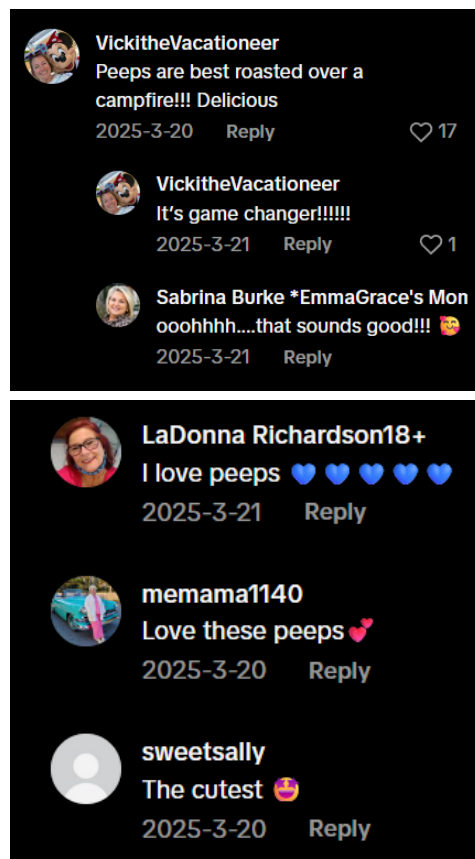 VickitheVacationeer
Peeps are best roasted over a
campfire!!! Delicious
2025-3-20 Reply 17
VickitheVacationeer
It's game changer!!!!!!
2025-3-21 Reply 1
Sabrina Burke *EmmaGrace's Mon
ooohhhh....that sounds good!!! 🥰
2025-3-21 Reply
LaDonna Richardson18+
I love peeps 💙 💙 💙 💙 💙
2025-3-21 Reply
memama1140
Love these peeps💕
2025-3-20 Reply
sweetsally
The cutest 🤩
2025-3-20 Reply